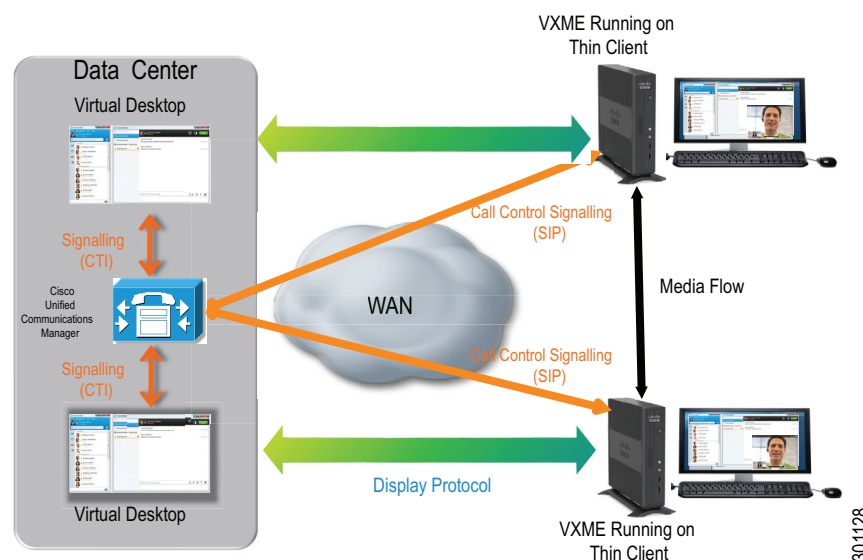 VXME Running on
Thin Client
Data Center
Virtual Desktop
Signalling
(CTI)
Call Control Signalling
(SIP)
Cisco
Unified
Communications
Manager
WAN
Media Flow
Signalling
(CTI)
Call Control Signalling
(SIP)
Display Protocol
Virtual Desktop
VXME Running on
Thin Client
301128